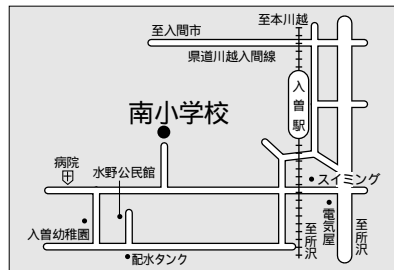 至入間市
至本川越
県道川越入間線
入曽駅
南小学校
病院
水野公民館
スイミング
入曽幼稚園
配水タンク
至所沢
電気屋
至所沢